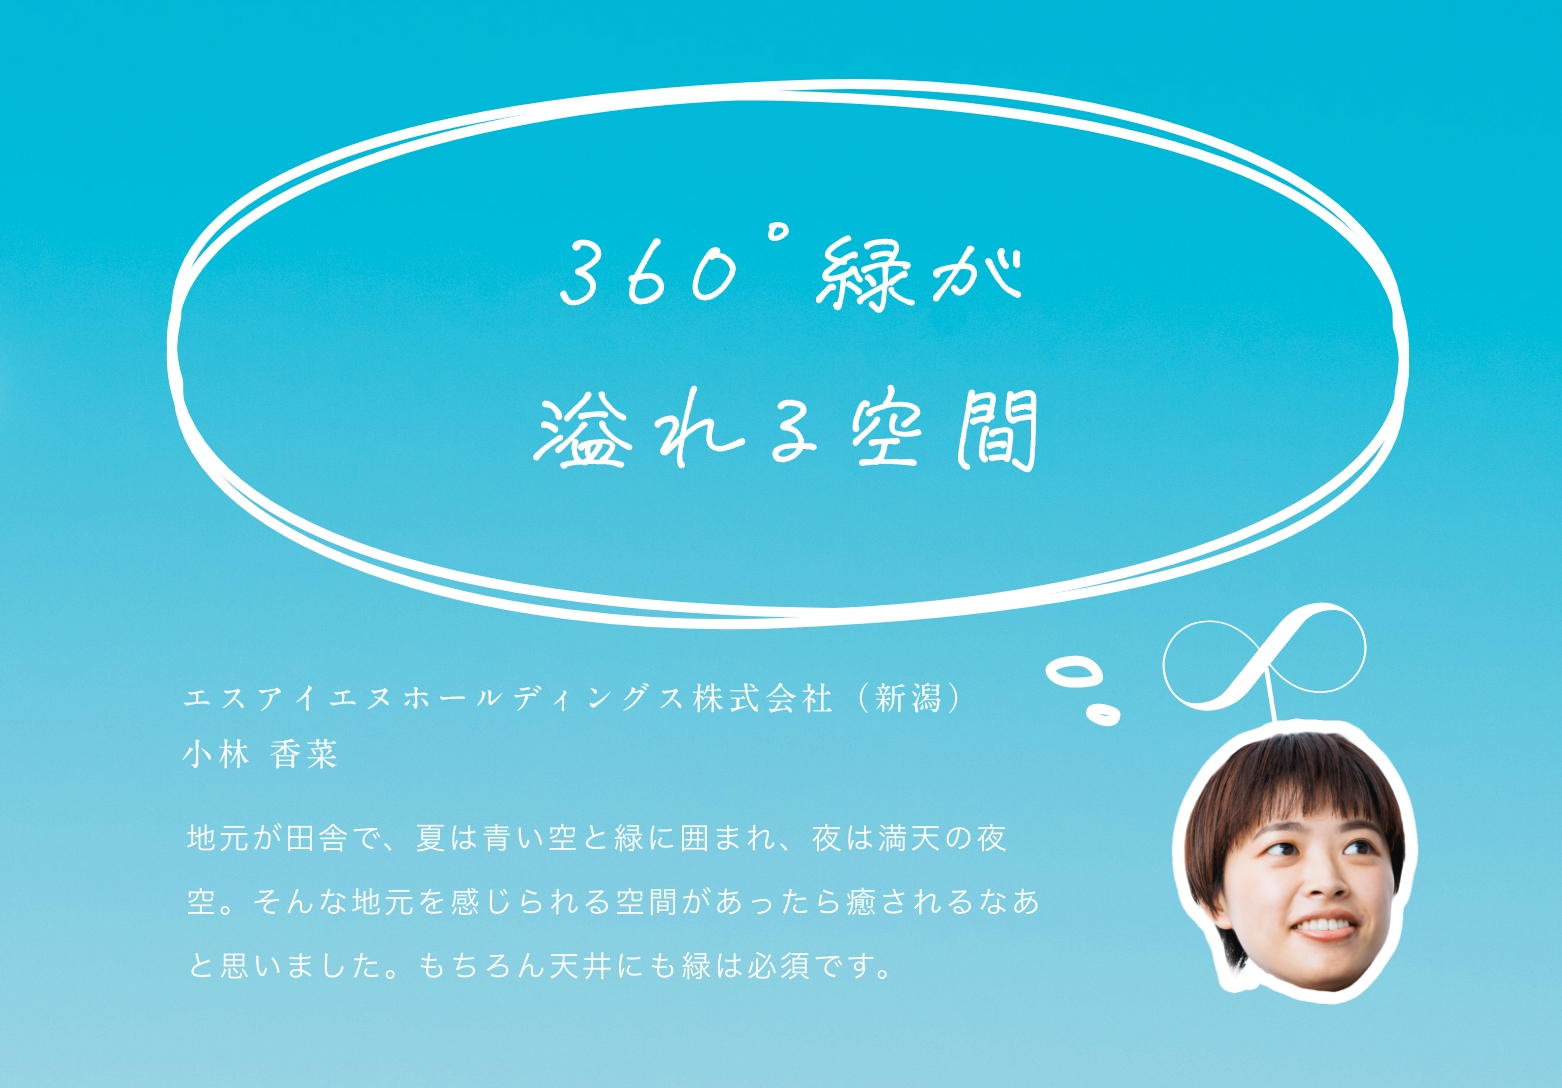 360°緑が
溢れる空間
エスアイエヌホールディングス株式会社（新潟）
小林 香菜
地元が田舎で、夏は青い空と緑に囲まれ、夜は満天の夜
空。そんな地元を感じられる空間があったら癒されるなあ
と思いました。もちろん天井にも緑は必須です。